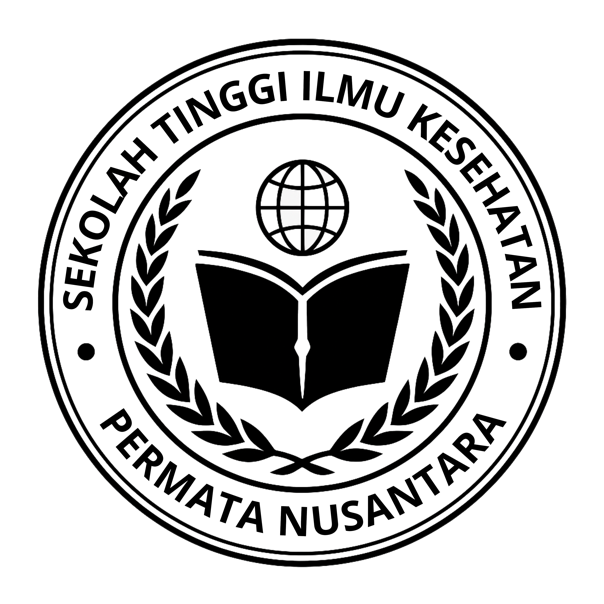 SEKOLAH TINGGI ILMU KESEHATAN
PERMATA NUSANTARA